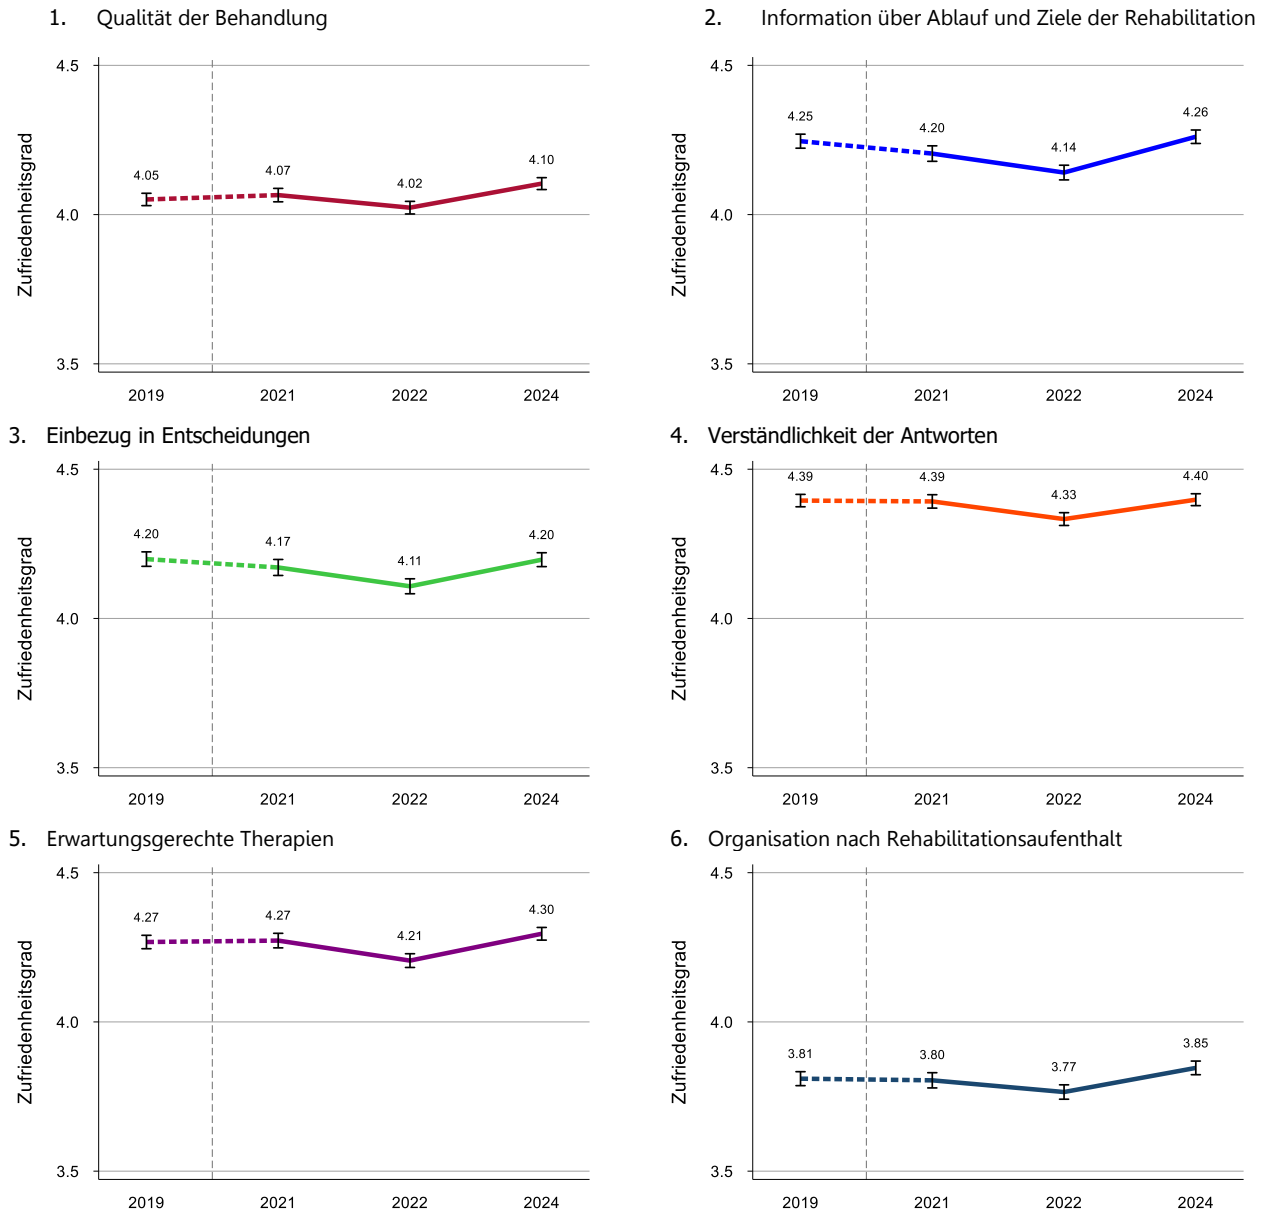 1. Qualität der Behandlung
4.5
4.0
3.5
Zufriedenheitsgrad
4.05
4.07
4.02
4.10
2019 2021 2022 2024
2. Information über Ablauf und Ziele der Rehabilitation
4.5
4.0
3.5
Zufriedenheitsgrad
4.25
4.20
4.14
4.26
2019 2021 2022 2024
3. Einbezug in Entscheidungen
4.5
4.0
3.5
Zufriedenheitsgrad
4.20
4.17
4.11
4.20
2019 2021 2022 2024
4. Verständlichkeit der Antworten
4.5
4.0
3.5
Zufriedenheitsgrad
4.39
4.39
4.33
4.40
2019 2021 2022 2024
5. Erwartungsgerechte Therapien
4.5
4.0
3.5
Zufriedenheitsgrad
4.27
4.27
4.21
4.30
2019 2021 2022 2024
6. Organisation nach Rehabilitationsaufenthalt
4.5
4.0
3.5
Zufriedenheitsgrad
3.81
3.80
3.77
3.85
2019 2021 2022 2024